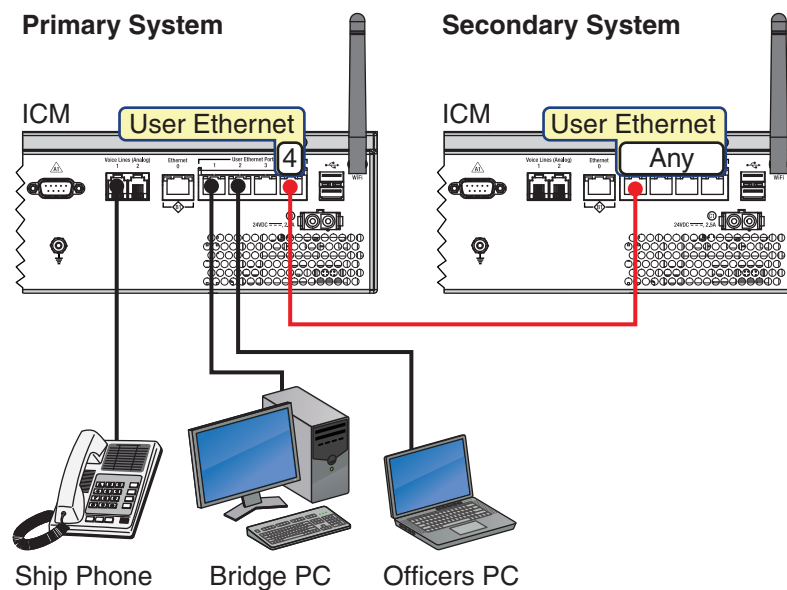 Primary System
Secondary System
ICM
User Ethernet
ICM
User Ethernet
Voice Lines (Analog)
1 2
Ethernet
0
User Ethernet Port
1 2 3
4
WiFi
24VDC 2,5A
Voice Lines (Analog)
1 2
Ethernet
0
Any
WiFi
24VDC 2,5A
Ship Phone
Bridge PC
Officers PC